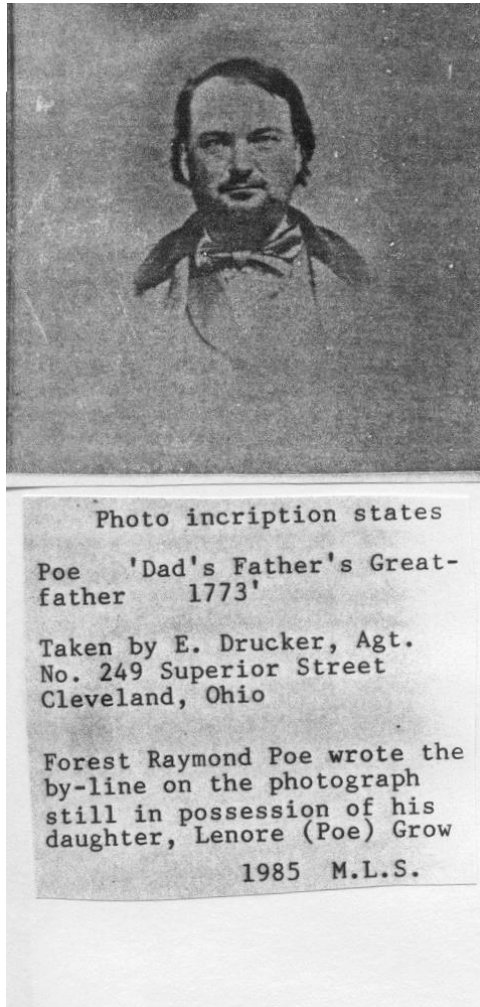 Photo incription states
Poe 'Dad's Father's Great-
father 1773'
Taken by E. Drucker, Agt.
No. 249 Superior Street
Cleveland, Ohio
Forest Raymond Poe wrote the
by-line on the photograph
still in possession of his
daughter, Lenore (Poe) Grow
1985 M.L.S.